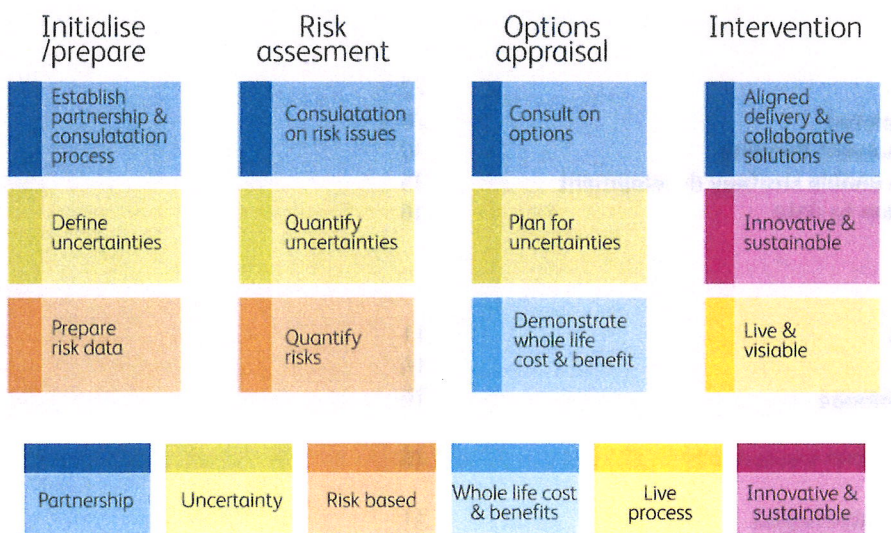 Initialise
/prepare
Risk
assesment
Options
appraisal
Intervention
Establish
partnership &
consulatation
process
Consulatation
on risk issues
Consult on
options
Aligned
delivery &
collaborative
solutions
Define
uncertainties
Quantify
uncertainties
Plan for
uncertainties
Innovative &
sustainable
Prepare
risk data
Quantify
risks
Demonstrate
whole life
cost & benefit
Live &
visiable
Partnership
Uncertainty
Risk based
Whole life cost
& benefits
Live
process
Innovative &
sustainable